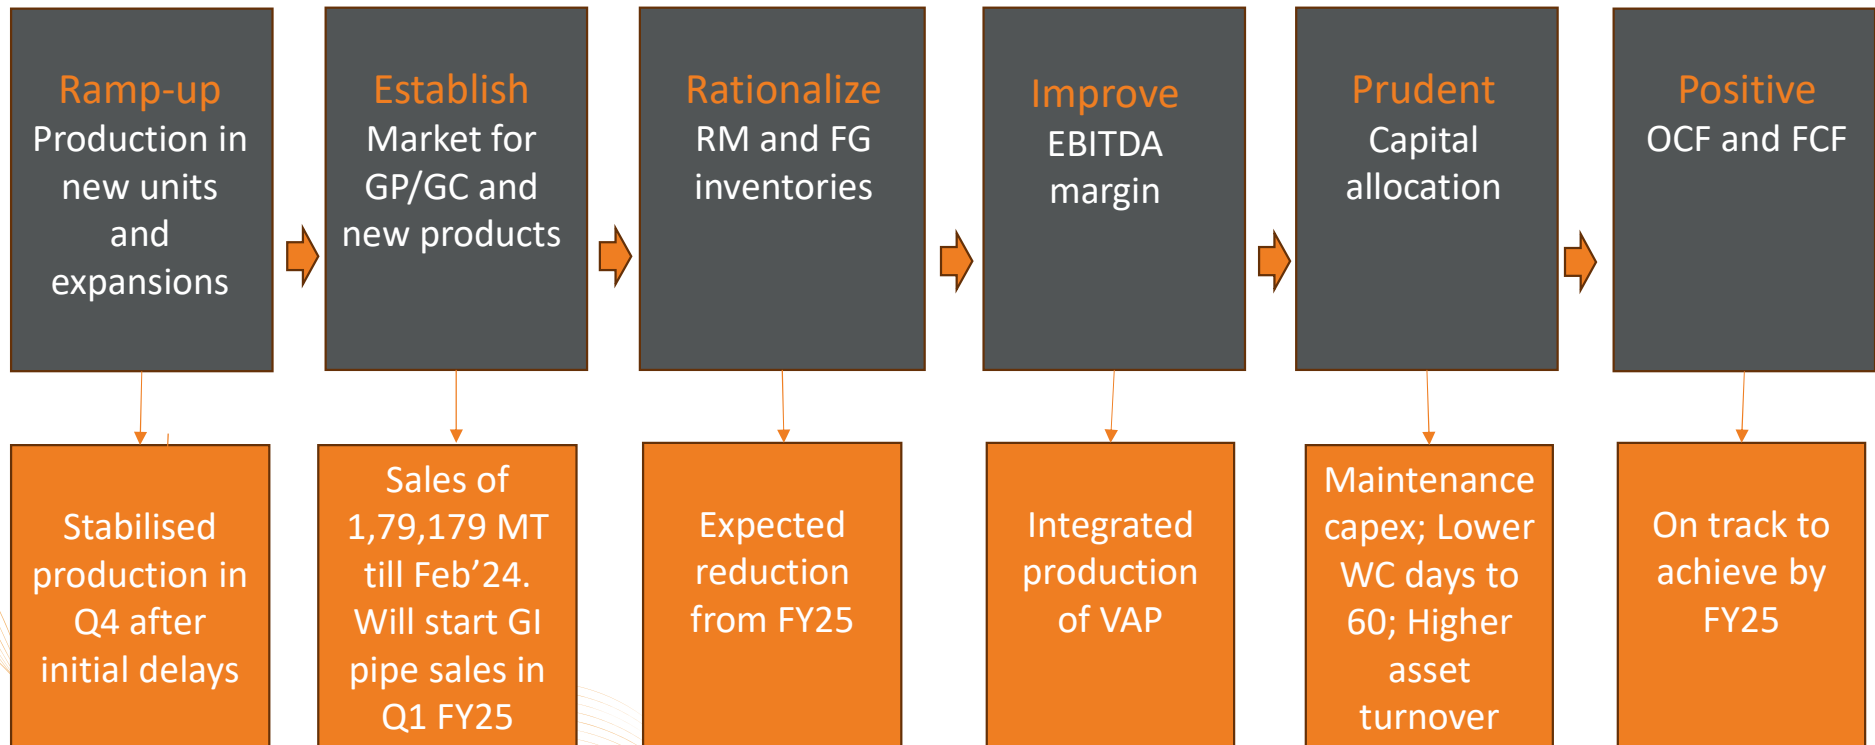 Ramp-up
Production in
new units
and
expansions
Establish
Market for
GP/GC and
new products
Rationalize
RM and FG
inventories
Improve
EBITDA
margin
Prudent
Capital
allocation
Positive
OCF and FCF
Stabilised
production in
Q4 after
initial delays
Sales of
1,79,179 MT
till Feb’24.
Will start GI
pipe sales in
Q1 FY25
Expected
reduction
from FY25
Integrated
production
of VAP
Maintenance
capex; Lower
WC days to
60; Higher
asset
turnover
On track to
achieve by
FY25